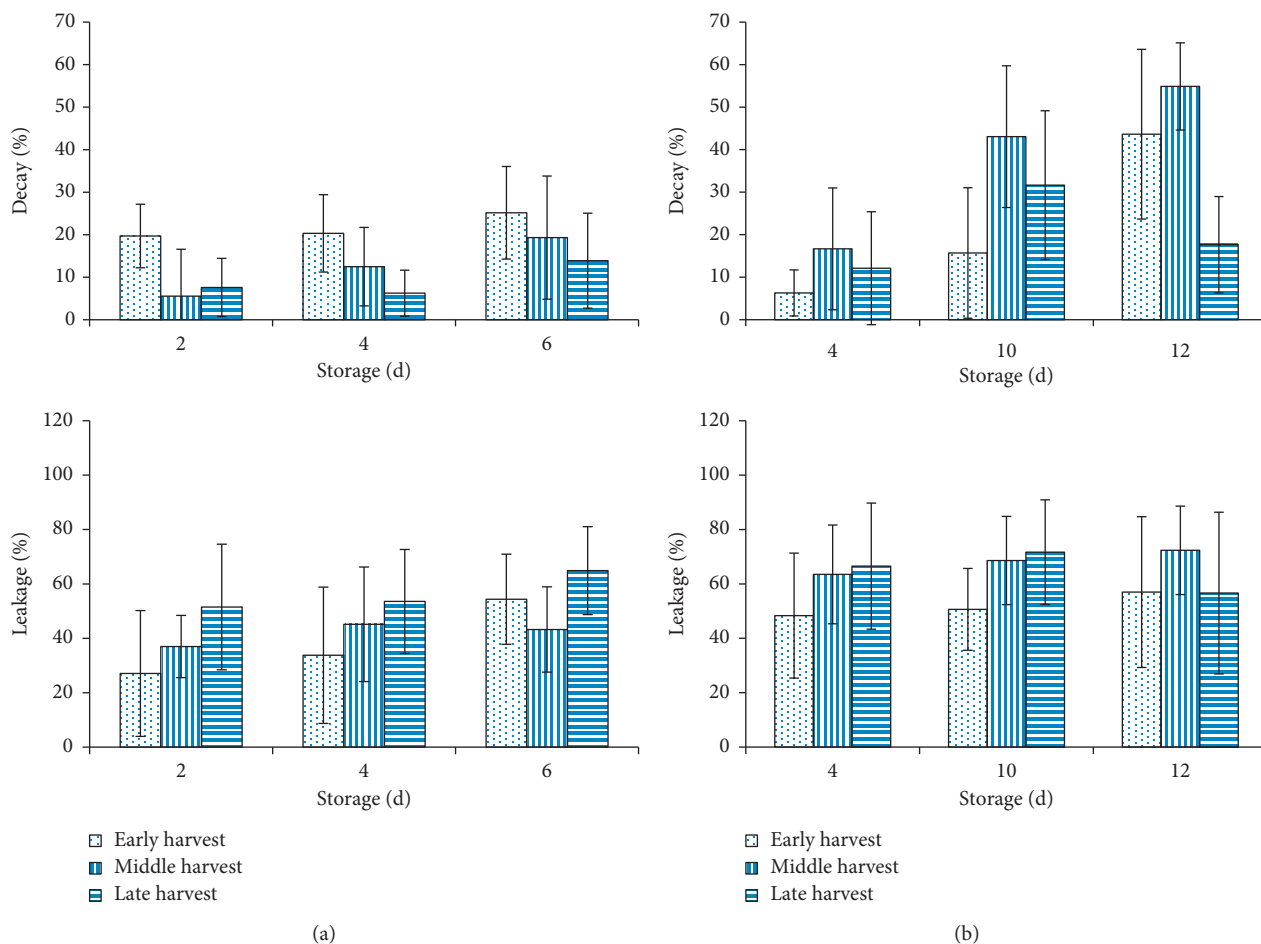 70
60
50
40
30
20
10
0
Decay (%)
2 4 6
Storage (d)
70
60
50
40
30
20
10
0
Decay (%)
4 10 12
Storage (d)
120
100
80
60
40
20
0
Leakage (%)
2 4 6
Storage (d)
Early harvest
Middle harvest
Late harvest
(a)
120
100
80
60
40
20
0
Leakage (%)
4 10 12
Storage (d)
Early harvest
Middle harvest
Late harvest
(b)